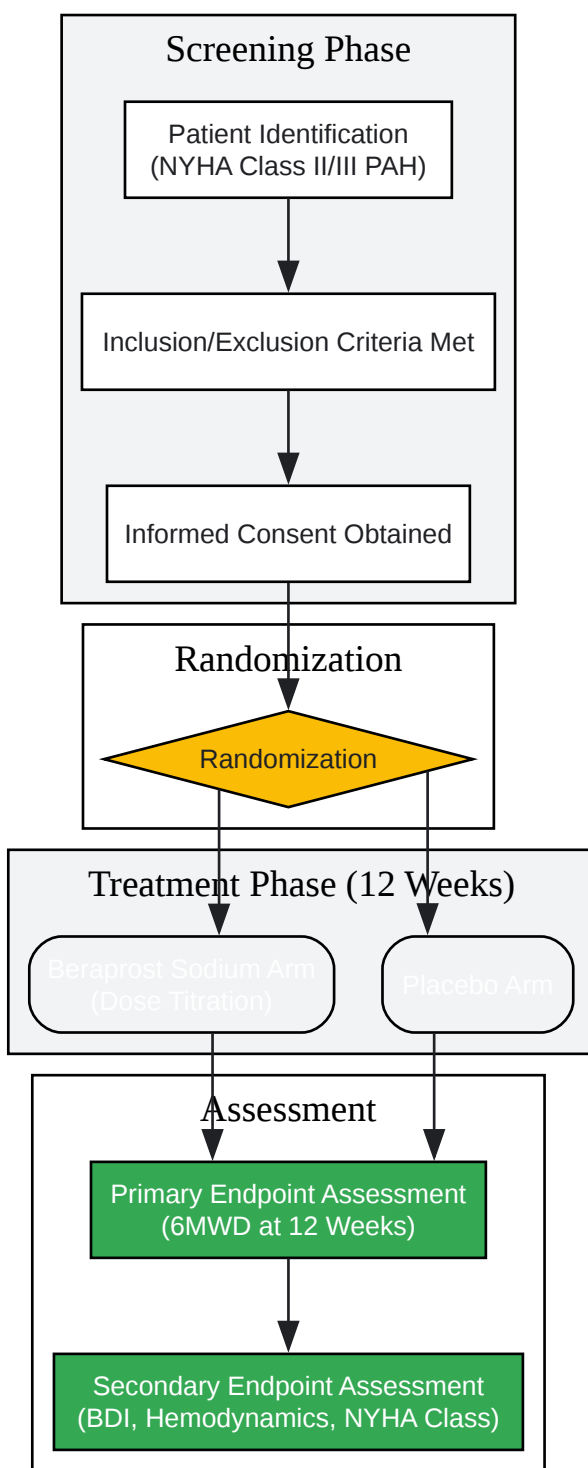 Screening Phase
Patient Identification
(NYHA Class II/III PAH)
Inclusion/Exclusion Criteria Met
Informed Consent Obtained
Randomization
Randomization
Treatment Phase (12 Weeks)
Beraprost Sodium Arm
(Dose Titration)
Placebo Arm
Assessment
Primary Endpoint Assessment
(6MWD at 12 Weeks)
Secondary Endpoint Assessment
(BDI, Hemodynamics, NYHA Class)